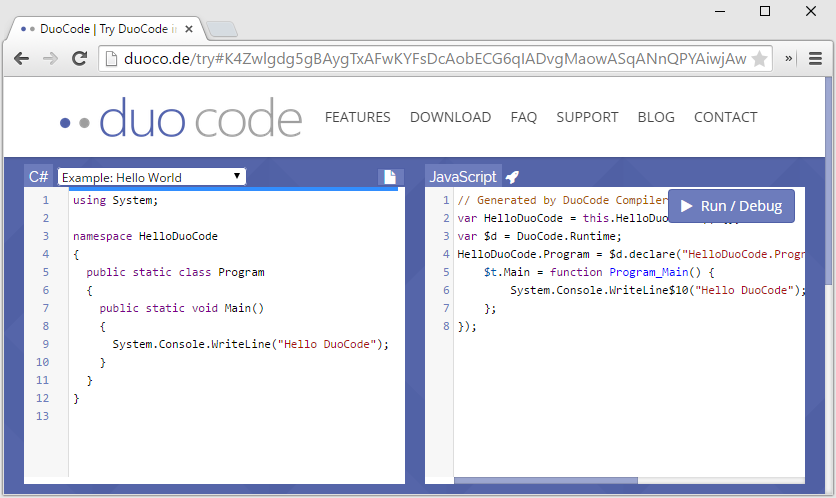 DuoCode | Try DuoCode i
duoco.de/try#K4Zwlgdg5gBAygTxAFwKYFsDcAobECG6qIADvgMaowASqANnQPYAiwjAw
»
duo code
FEATURES DOWNLOAD FAQ SUPPORT BLOG CONTACT
C# Example: Hello World
1 using System;
2
3 namespace HelloDuoCode
4 {
5 public static class Program
6 {
7 public static void Main()
8 {
9 System.Console.WriteLine("Hello DuoCode");
10 }
11 }
12 }
13
JavaScript
Run / Debug
1 // Generated by DuoCode Compiler
2 var HelloDuoCode = this.HelloDuo
3 var $d = DuoCode.Runtime;
4 HelloDuoCode.Program = $d.declare("HelloDuoCode.Progr
5 $t.Main = function Program_Main() {
6 System.Console.WriteLine$10("Hello DuoCode");
7 };
8 });